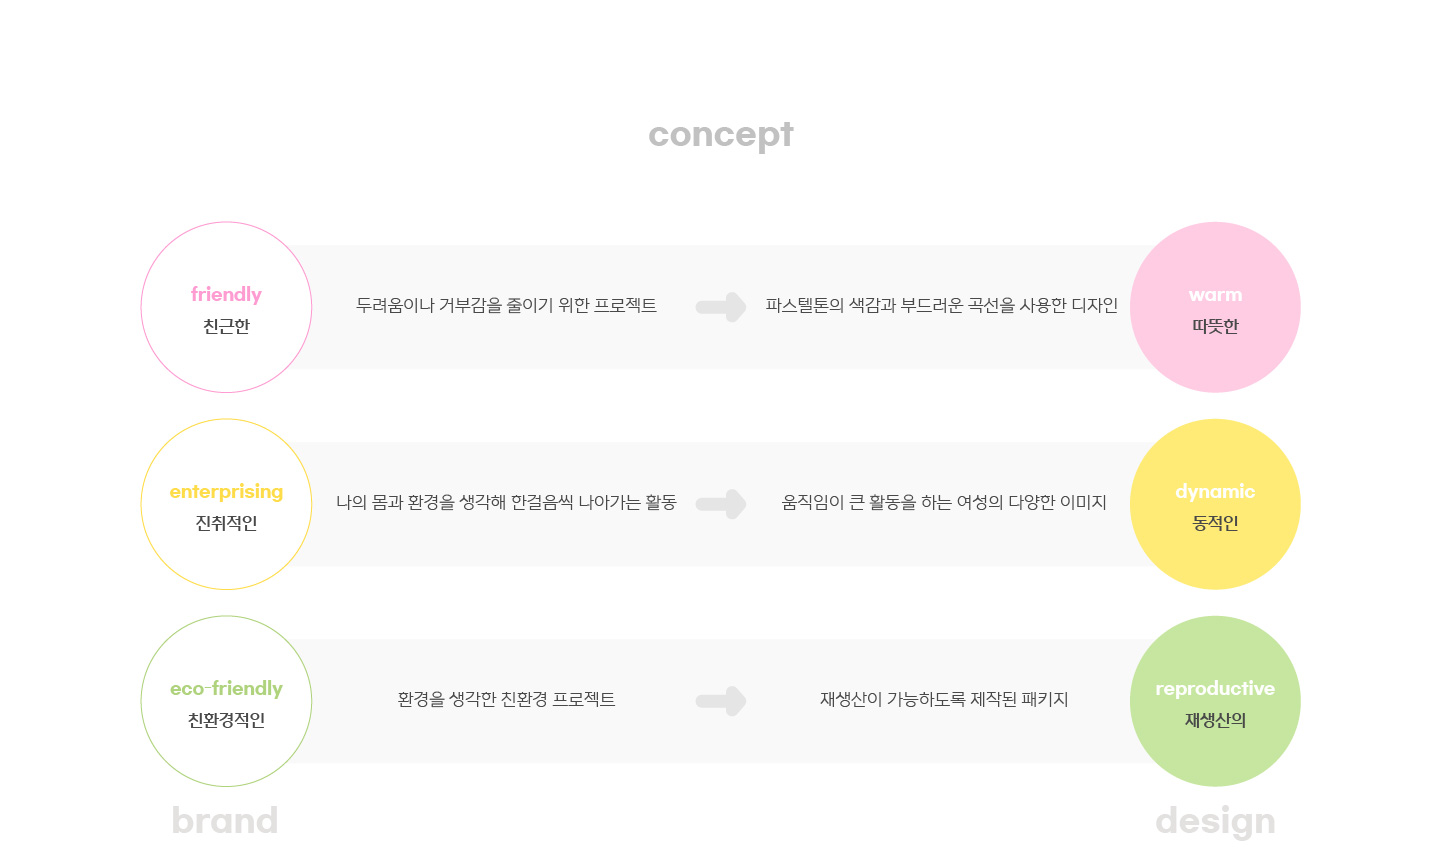 concept
friendly
친근한
두려움이나 거부감을 줄이기 위한 프로젝트
파스텔톤의 색감과 부드러운 곡선을 사용한 디자인
warm
따뜻한
enterprising
진취적인
나의 몸과 환경을 생각해 한걸음씩 나아가는 활동
움직임이 큰 활동을 하는 여성의 다양한 이미지
dynamic
동적인
eco-friendly
친환경적인
환경을 생각한 친환경 프로젝트
재생산이 가능하도록 제작된 패키지
reproductive
재생산의
brand
design